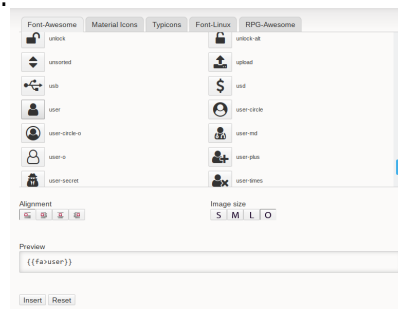 Font-Awesome Material Icons Typicons Font-Linux RPG-Awesome
unlock unlock-alt
unsorted upload
usb usd
user user-circle
user-circle-o user-md
user-o user-plus
user-secret user-times
Alignment Image size
S M L O
Preview
{{fa>user}}
Insert Reset